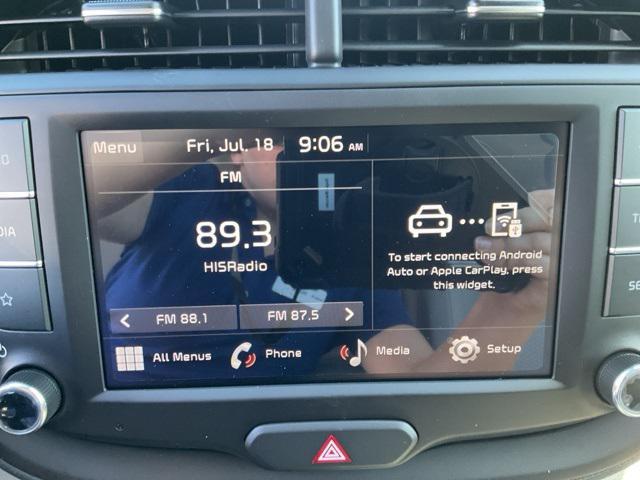 Menu
Fri, Jul. 18
9:06 AM
FM
89.3
HISRadio
FM 88.1
FM 87.5
To start connecting Android
Auto or Apple CarPlay, press
this widget.
All Menus
Phone
Media
Setup